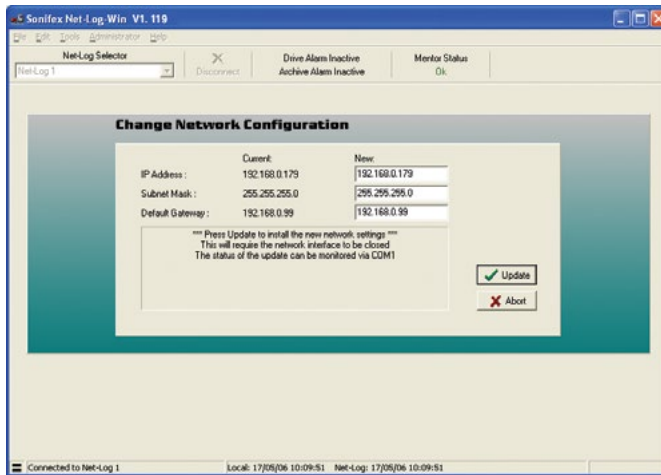 Sonifex Net-Log-Win V1. 119
File Edit Tools Administrator Help
Net-Log Selector
Net-Log 1
Disconnect
Drive Alarm Inactive
Archive Alarm Inactive
Mentor Status
Ok
Change Network Configuration
Current: New:
IP Address : 192.168.0.179 192.168.0.179
Subnet Mask : 255.255.255.0 255.255.255.0
Default Gateway : 192.168.0.99 192.168.0.99
*** Press Update to install the new network settings ***
This will require the network interface to be closed
The status of the update can be monitored via COM1
Update
Abort
Connected to Net-Log 1 Local: 17/05/06 10:09:51 Net-Log: 17/05/06 10:09:51